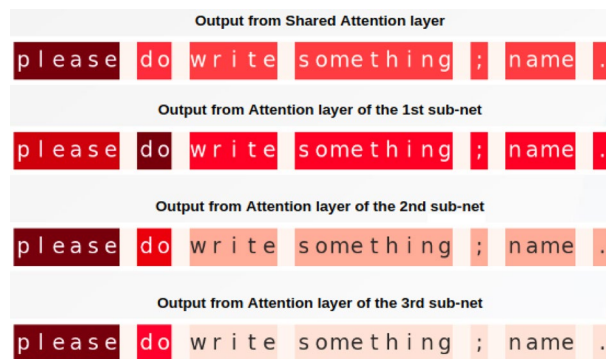 Output from Shared Attention layer
please do write something ; name .
Output from Attention layer of the 1st sub-net
please do write something ; name .
Output from Attention layer of the 2nd sub-net
please do write something ; name .
Output from Attention layer of the 3rd sub-net
please do write something ; name .